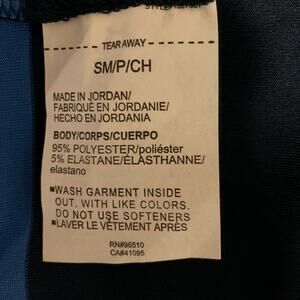 TEAR AWAY
SM/P/CH
MADE IN JORDAN/
FABRIQUÉ EN JORDANIE/
HECHO EN JORDANIA
BODY/CORPS/CUERPO
95% POLYESTER/poliéster
5% ELASTANE/ÉLASTHANNE/
elastano
■WASH GARMENT INSIDE
OUT, WITH LIKE COLORS.
DO NOT USE SOFTENERS
■LAVER LE VÊTEMENT APRÈS
RN#96510
CA#41095